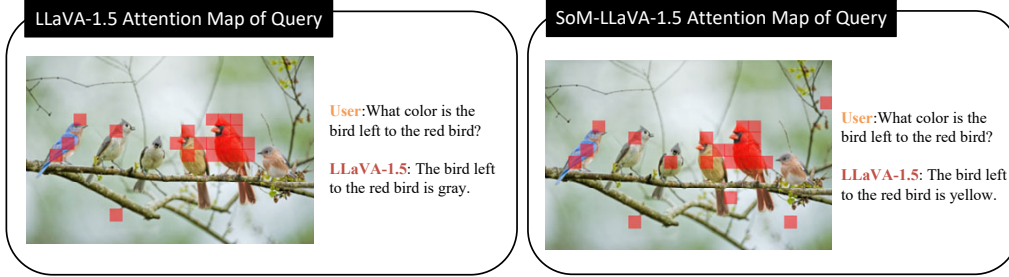 LLaVA-1.5 Attention Map of Query
User:What color is the
bird left to the red bird?
LLaVA-1.5: The bird left
to the red bird is gray.
SoM-LLaVA-1.5 Attention Map of Query
User:What color is the
bird left to the red bird?
LLaVA-1.5: The bird left
to the red bird is yellow.